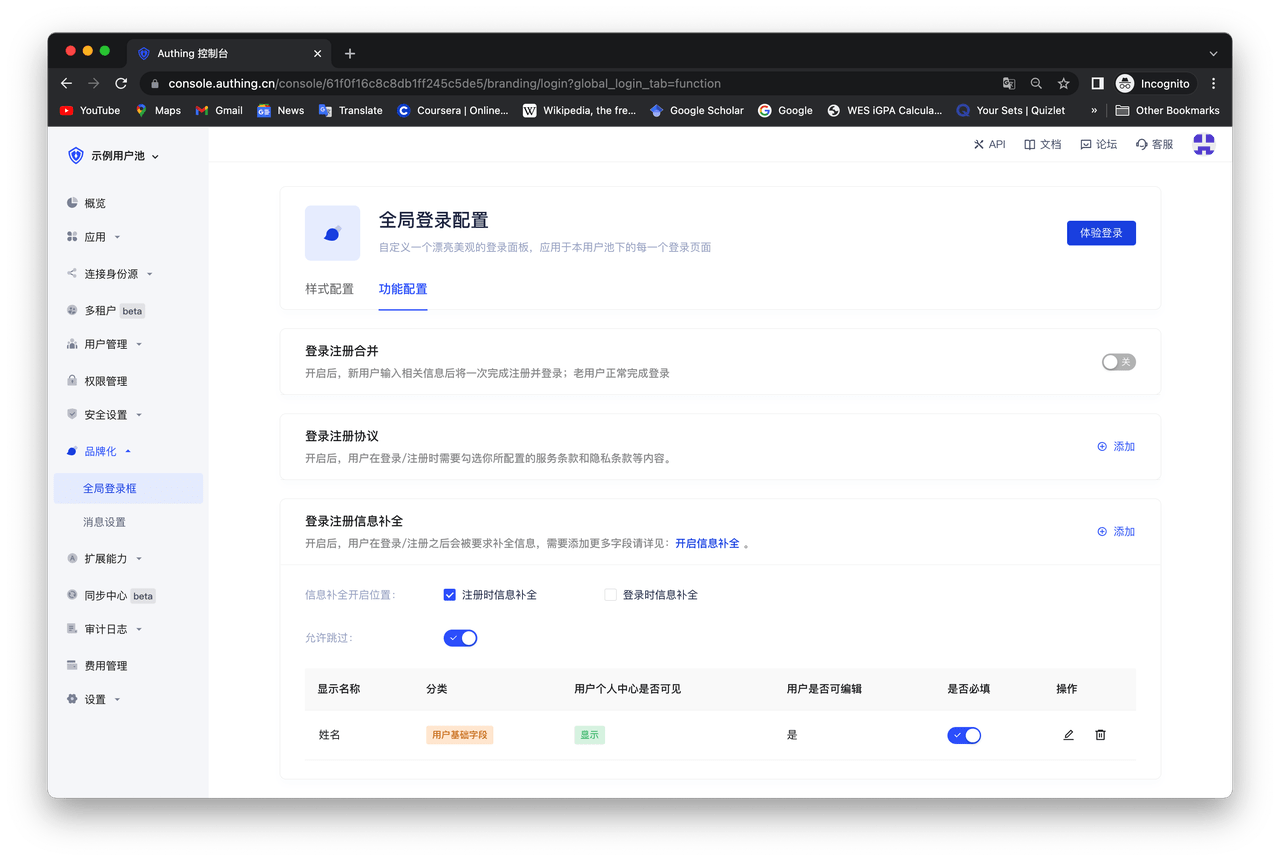 Authing 控制台
console.authing.cn/console/61f0f16c8c8db1ff245c5de5/branding/login?global_login_tab=function
Incognito
YouTube Maps Gmail News Translate Coursera | Online... Wikipedia, the fre... Google Scholar Google WES iGPA Calcula... Your Sets | Quizlet » Other Bookmarks
示例用户池
API 文档 论坛 客服
概览
应用
连接身份源
多租户 beta
用户管理
权限管理
安全设置
品牌化
全局登录框
消息设置
扩展能力
同步中心 beta
审计日志
费用管理
设置
全局登录配置
自定义一个漂亮美观的登录面板，应用于本用户池下的每一个登录页面
体验登录
样式配置 功能配置
登录注册合并
开启后，新用户输入相关信息后将一次完成注册并登录；老用户正常完成登录
关
登录注册协议
开启后，用户在登录/注册时需要勾选你所配置的服务条款和隐私条款等内容。
添加
登录注册信息补全
开启后，用户在登录/注册之后会被要求补全信息，需要添加更多字段请详见：开启信息补全 。
添加
信息补全开启位置： 注册时信息补全 登录时信息补全
允许跳过：
显示名称 分类 用户个人中心是否可见 用户是否可编辑 是否必填 操作
姓名 用户基础字段 显示 是